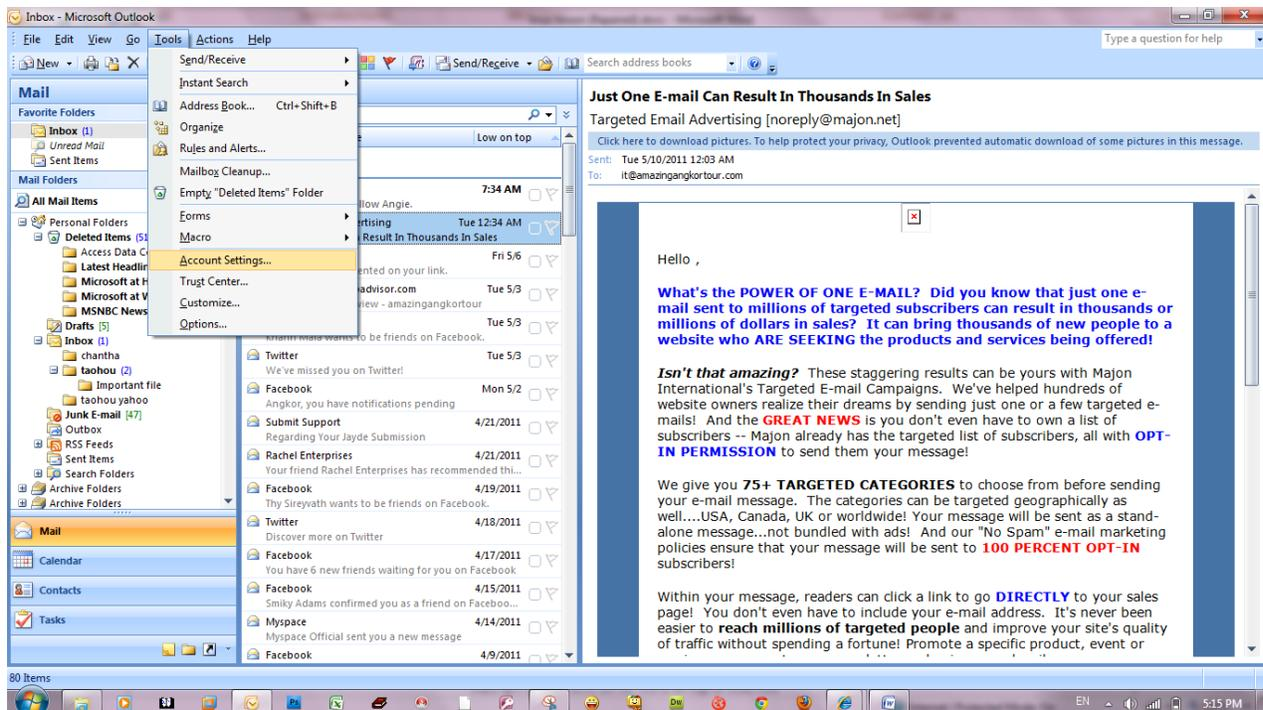 Inbox - Microsoft Outlook
File Edit View Go Tools Actions Help
Type a question for help
New
Send/Receive
Search address books
Send/Receive
Instant Search
Address Book... Ctrl+Shift+B
Organize
Rules and Alerts...
Mailbox Cleanup...
Empty "Deleted Items" Folder
Forms
Macro
Account Settings...
Trust Center...
Customize...
Options...
Mail
Favorite Folders
Inbox (1)
Unread Mail
Sent Items
Mail Folders
All Mail Items
Personal Folders
Deleted Items (51
Access Data
Latest Headlin
Microsoft at H
Microsoft at W
MSNBC News
Drafts [5]
Inbox (1)
chantha
taohou (2)
Important file
taohou yahoo
Junk E-mail [47]
Outbox
RSS Feeds
Sent Items
Search Folders
Archive Folders
Archive Folders
Mail
Calendar
Contacts
Tasks
Low on top
7:34 AM
llow Angie.
ertising Tue 12:34 AM
Result In Thousands In Sales
Fri 5/6
ented on your link.
advisor.com Tue 5/3
view - amazingangkortour
Tue 5/3
wants to be friends on Facebook.
Twitter Tue 5/3
We've missed you on Twitter!
Facebook Mon 5/2
Angkor, you have notifications pending
Submit Support 4/21/2011
Regarding Your Jayde Submission
Rachel Enterprises 4/21/2011
Your friend Rachel Enterprises has recommended thi...
Facebook 4/19/2011
Thy Sireyath wants to be friends on Facebook.
Twitter 4/18/2011
Discover more on Twitter
Facebook 4/17/2011
You have 6 new friends waiting for you on Facebook
Facebook 4/15/2011
Smiky Adams confirmed you as a friend on Faceboo...
Myspace 4/14/2011
Myspace Official sent you a new message
Facebook 4/9/2011
Just One E-mail Can Result In Thousands In Sales
Targeted Email Advertising [noreply@majon.net]
Click here to download pictures. To help protect your privacy, Outlook prevented automatic download of some pictures in this message.
Sent: Tue 5/10/2011 12:03 AM
To: it@amazingangkortour.com
Hello ,
What's the POWER OF ONE E-MAIL? Did you know that just one e-
mail sent to millions of targeted subscribers can result in thousands or
millions of dollars in sales? It can bring thousands of new people to a
website who ARE SEEKING the products and services being offered!
Isn't that amazing? These staggering results can be yours with Majon
International's Targeted E-mail Campaigns. We've helped hundreds of
website owners realize their dreams by sending just one or a few targeted e-
mails! And the GREAT NEWS is you don't even have to own a list of
subscribers -- Majon already has the targeted list of subscribers, all with OPT-
IN PERMISSION to send them your message!
We give you 75+ TARGETED CATEGORIES to choose from before sending
your e-mail message. The categories can be targeted geographically as
well....USA, Canada, UK or worldwide! Your message will be sent as a stand-
alone message...not bundled with ads! And our "No Spam" e-mail marketing
policies ensure that your message will be sent to 100 PERCENT OPT-IN
subscribers!
Within your message, readers can click a link to go DIRECTLY to your sales
page! You don't even have to include your e-mail address. It's never been
easier to reach millions of targeted people and improve your site's quality
of traffic without spending a fortune! Promote a specific product, event or
80 Items
EN
5:15 PM